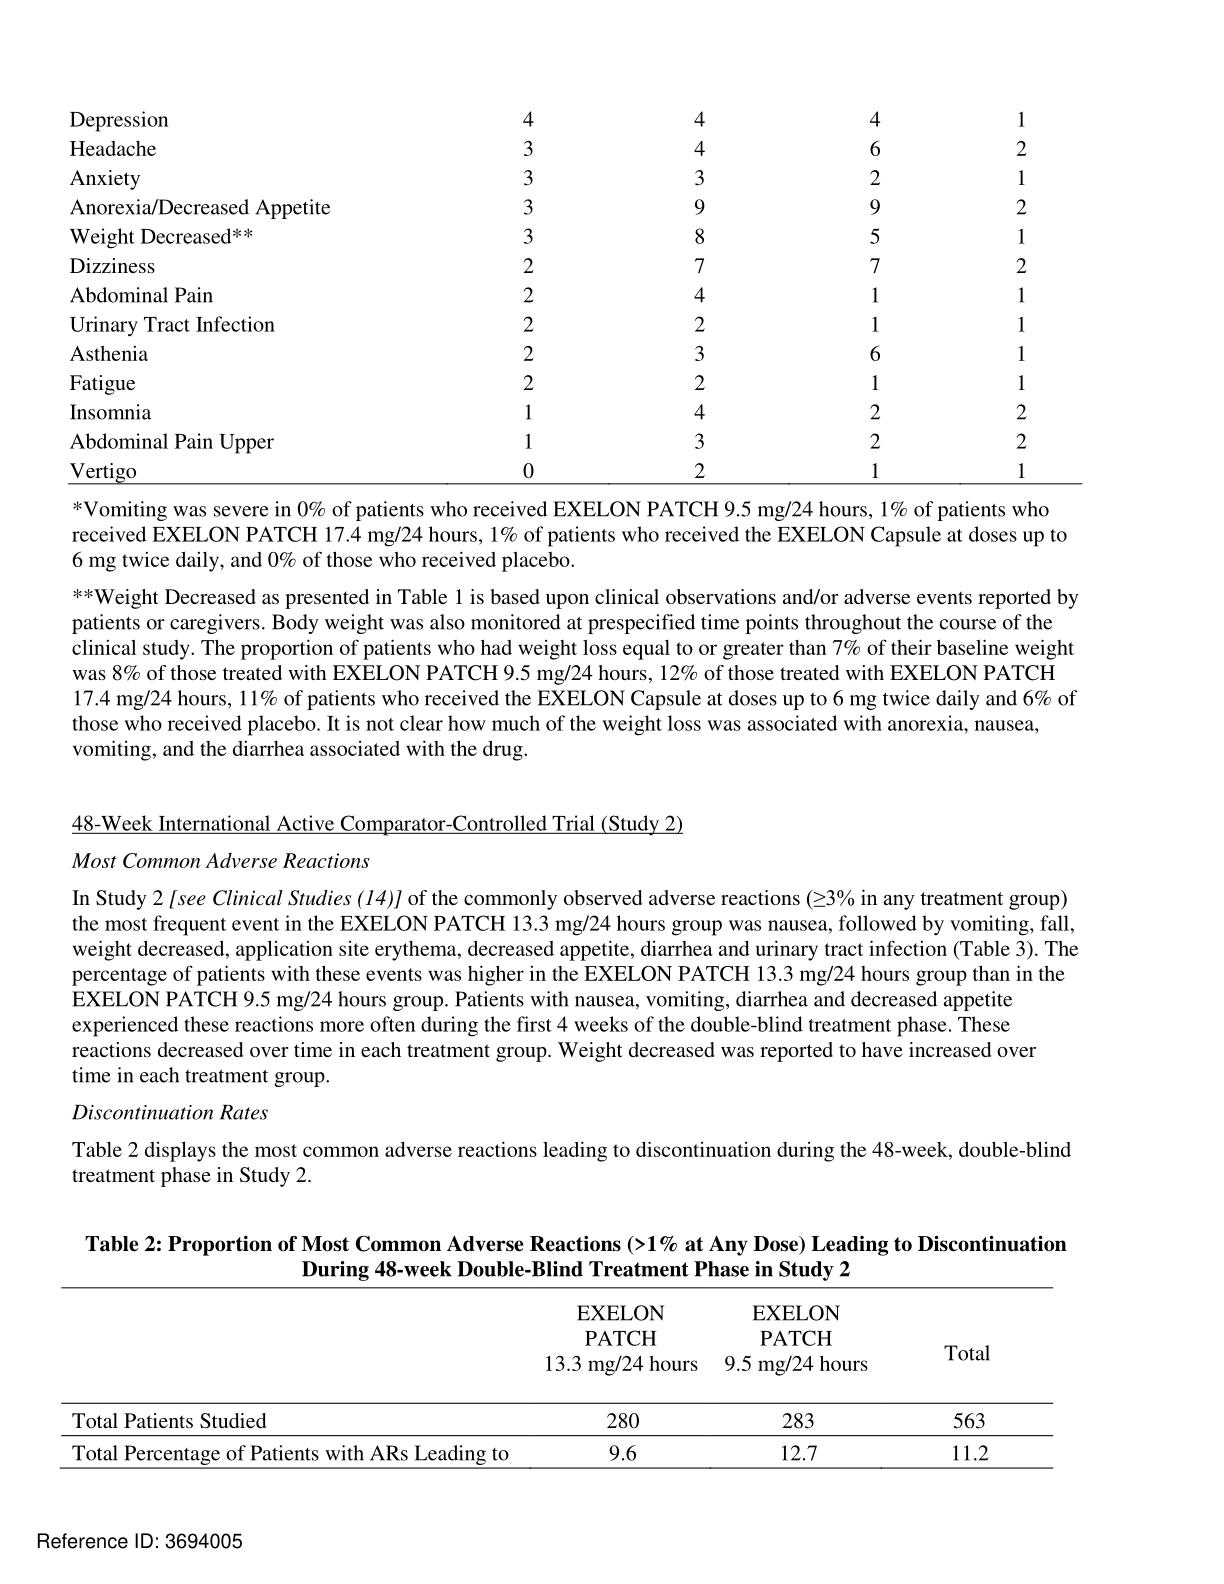 Depression 4 4 4 1
Headache 3 4 6 2
Anxiety 3 3 2 1
Anorexia/Decreased Appetite 3 9 9 2
Weight Decreased** 3 8 5 1
Dizziness 2 7 7 2
Abdominal Pain 2 4 1 1
Urinary Tract Infection 2 2 1 1
Asthenia 2 3 6 1
Fatigue 2 2 1 1
Insomnia 1 4 2 2
Abdominal Pain Upper 1 3 2 2
Vertigo 0 2 1 1
*Vomiting was severe in 0% of patients who received EXELON PATCH 9.5 mg/24 hours, 1% of patients who
received EXELON PATCH 17.4 mg/24 hours, 1% of patients who received the EXELON Capsule at doses up to
6 mg twice daily, and 0% of those who received placebo.
**Weight Decreased as presented in Table 1 is based upon clinical observations and/or adverse events reported by
patients or caregivers. Body weight was also monitored at prespecified time points throughout the course of the
clinical study. The proportion of patients who had weight loss equal to or greater than 7% of their baseline weight
was 8% of those treated with EXELON PATCH 9.5 mg/24 hours, 12% of those treated with EXELON PATCH
17.4 mg/24 hours, 11% of patients who received the EXELON Capsule at doses up to 6 mg twice daily and 6% of
those who received placebo. It is not clear how much of the weight loss was associated with anorexia, nausea,
vomiting, and the diarrhea associated with the drug.
48-Week International Active Comparator-Controlled Trial (Study 2)
Most Common Adverse Reactions
In Study 2 [see Clinical Studies (14)] of the commonly observed adverse reactions (≥3% in any treatment group)
the most frequent event in the EXELON PATCH 13.3 mg/24 hours group was nausea, followed by vomiting, fall,
weight decreased, application site erythema, decreased appetite, diarrhea and urinary tract infection (Table 3). The
percentage of patients with these events was higher in the EXELON PATCH 13.3 mg/24 hours group than in the
EXELON PATCH 9.5 mg/24 hours group. Patients with nausea, vomiting, diarrhea and decreased appetite
experienced these reactions more often during the first 4 weeks of the double-blind treatment phase. These
reactions decreased over time in each treatment group. Weight decreased was reported to have increased over
time in each treatment group.
Discontinuation Rates
Table 2 displays the most common adverse reactions leading to discontinuation during the 48-week, double-blind
treatment phase in Study 2.
Table 2: Proportion of Most Common Adverse Reactions (>1% at Any Dose) Leading to Discontinuation
During 48-week Double-Blind Treatment Phase in Study 2
EXELON EXELON
PATCH PATCH
13.3 mg/24 hours 9.5 mg/24 hours Total
Total Patients Studied 280 283 563
Total Percentage of Patients with ARs Leading to 9.6 12.7 11.2
Reference ID: 3694005